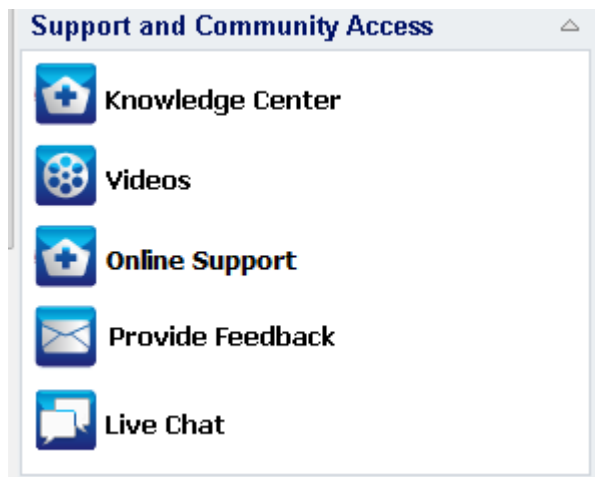 Support and Community Access
Knowledge Center
Videos
Online Support
Provide Feedback
Live Chat